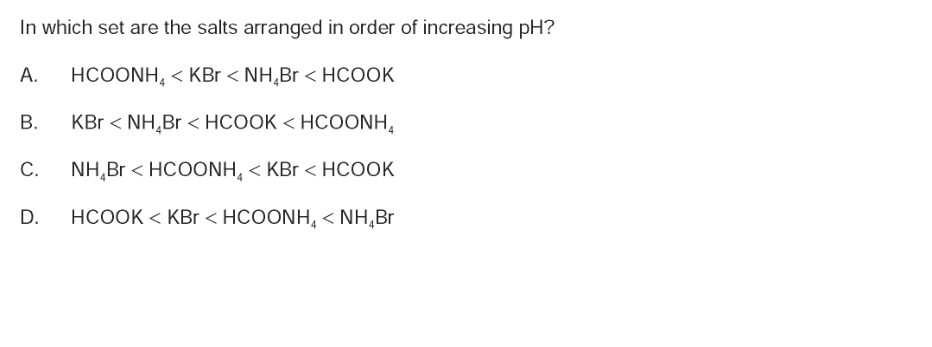 In which set are the salts arranged in order of increasing pH?
A. HCOONH₄ < KBr < NH₄Br < HCOOK
B. KBr < NH₄Br < HCOOK < HCOONH₄
C. NH₄Br < HCOONH₄ < KBr < HCOOK
D. HCOOK < KBr < HCOONH₄ < NH₄Br